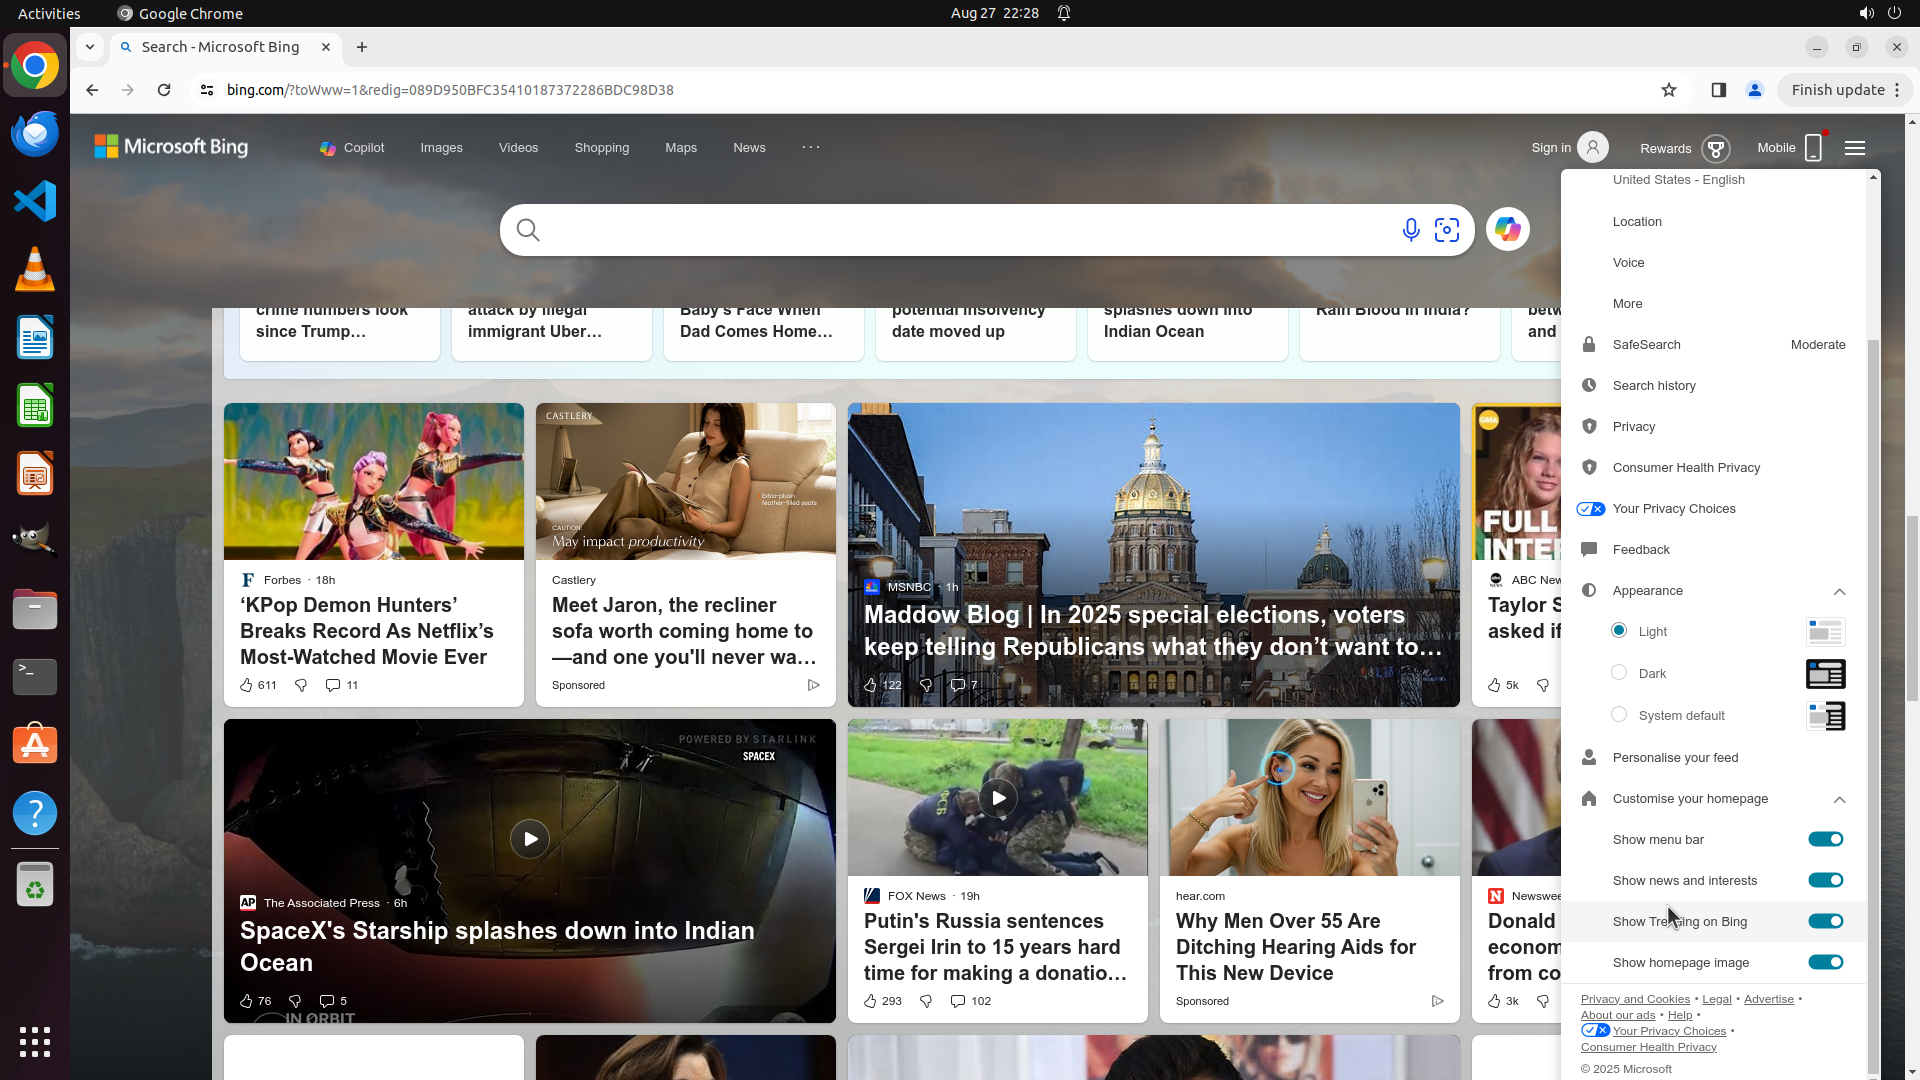 Activities
Google Chrome
Aug 27 22:28
Search - Microsoft Bing
bing.com/?toWww=1&redig=089D950BFC35410187372286BDC98D38
Finish update
Microsoft Bing
Copilot
Images
Videos
Shopping
Maps
News
Sign in
Rewards
Mobile
crime numbers look
since Trump…
attack by illegal
immigrant Uber…
Baby's Face When
Dad Comes Home…
potential insolvency
date moved up
splashes down into
Indian Ocean
Rain Blood in India?
betw
and
Forbes · 18h
‘KPop Demon Hunters’
Breaks Record As Netflix’s
Most-Watched Movie Ever
611
11
CASTLERY
Extra-plush
feather-filled seats
CAUTION:
May impact productivity
Castlery
Meet Jaron, the recliner
sofa worth coming home to
—and one you'll never wa…
Sponsored
MSNBC · 1h
Maddow Blog | In 2025 special elections, voters
keep telling Republicans what they don’t want to…
122
7
GMA
FULL
INTE
ABC New
Taylor S
asked if
5k
POWERED BY STARLINK
SPACEX
AP The Associated Press · 6h
SpaceX's Starship splashes down into Indian
Ocean
76
5
IN ORBIT
FOX News · 19h
Putin's Russia sentences
Sergei Irin to 15 years hard
time for making a donatio…
293
102
hear.com
Why Men Over 55 Are
Ditching Hearing Aids for
This New Device
Sponsored
N Newswee
Donald
econom
from co
3k
United States - English
Location
Voice
More
SafeSearch Moderate
Search history
Privacy
Consumer Health Privacy
Your Privacy Choices
Feedback
Appearance
Light
Dark
System default
Personalise your feed
Customise your homepage
Show menu bar
Show news and interests
Show Trending on Bing
Show homepage image
Privacy and Cookies • Legal • Advertise •
About our ads • Help •
Your Privacy Choices •
Consumer Health Privacy
© 2025 Microsoft